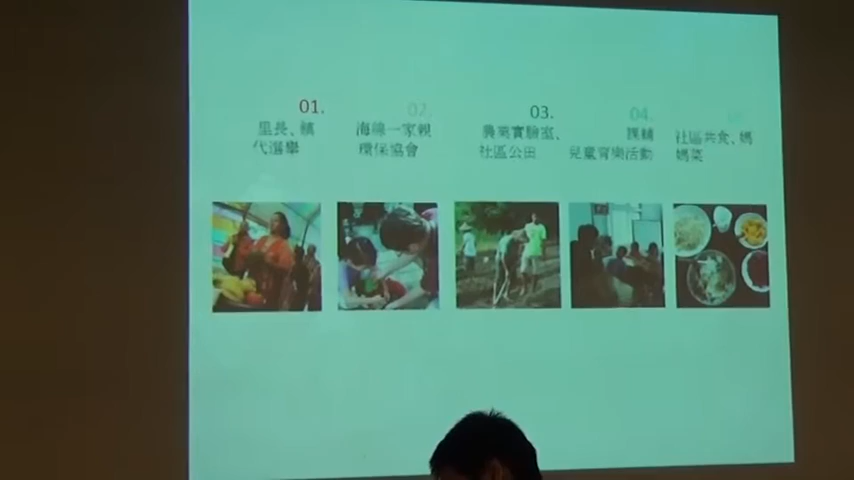 01.
里長、鎮
代選舉
02.
海線一家親
環保協會
03.
農業實驗室、
社區公田
04.
課輔
兒童育樂活動
社區共食、媽
媽菜